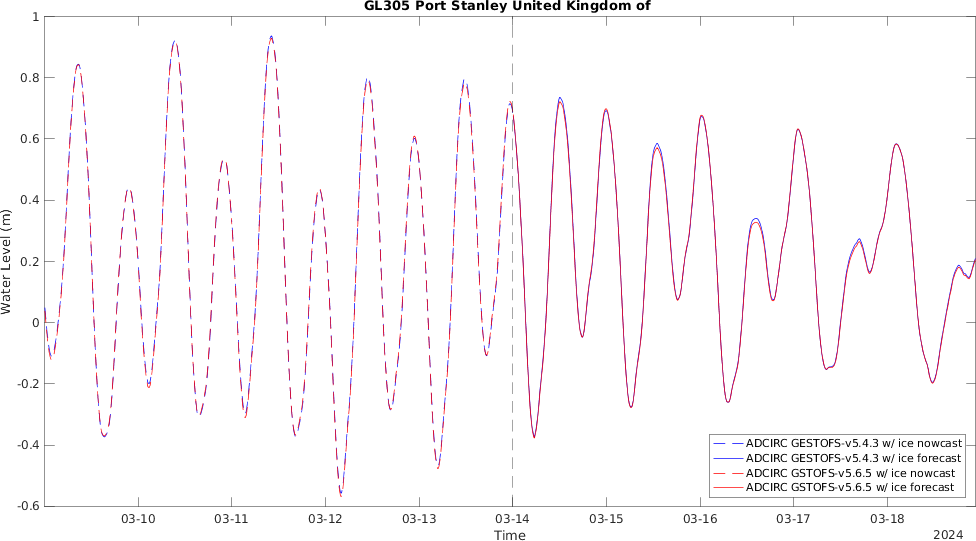 GL305 Port Stanley United Kingdom of
Water Level (m)
1
0.8
0.6
0.4
0.2
0
-0.2
-0.4
-0.6
ADCIRC GESTOFS-v5.4.3 w/ ice nowcast
ADCIRC GESTOFS-v5.4.3 w/ ice forecast
ADCIRC GSTOFS-v5.6.5 w/ ice nowcast
ADCIRC GSTOFS-v5.6.5 w/ ice forecast
03-10 03-11 03-12 03-13 03-14 03-15 03-16 03-17 03-18
Time
2024